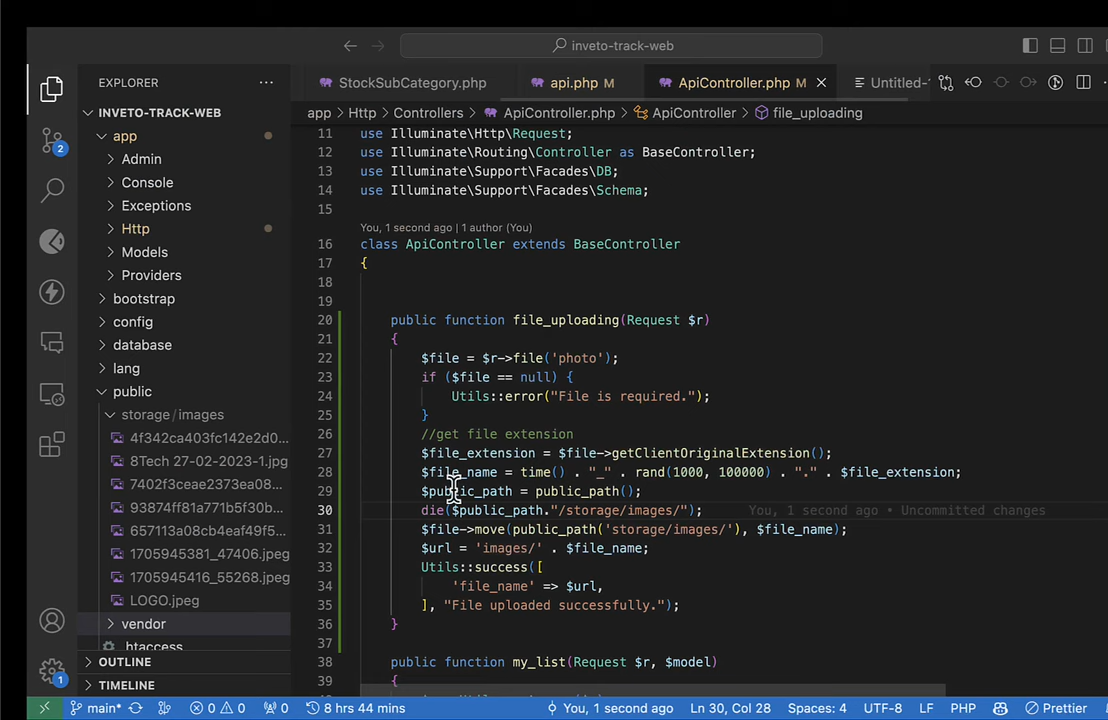 inveto-track-web
EXPLORER
StockSubCategory.php
api.php M
ApiController.php M
Untitled-
INVETO-TRACK-WEB
app
Admin
Console
Exceptions
Http
Models
Providers
bootstrap
config
database
lang
public
storage/images
4f342ca403fc142e2d0...
8Tech 27-02-2023-1.jpg
7402f3ceae2373ea08...
93874ff81a771b5f30b...
657113a08cf4eab49d...
1705945381_47406.jpeg
1705945416_55268.jpeg
LOGO.jpeg
vendor
.htaccess
OUTLINE
TIMELINE
app > Http > Controllers > ApiController.php > ApiController > file_uploading
11 use Illuminate\Http\Request;
12 use Illuminate\Routing\Controller as BaseController;
13 use Illuminate\Support\Facades\DB;
14 use Illuminate\Support\Facades\Schema;
15
You, 1 second ago | 1 author (You)
16 class ApiController extends BaseController
17 {
18
19
20 public function file_uploading(Request $r)
21 {
22 $file = $r->file('photo');
23 if ($file == null) {
24 Utils::error("File is required.");
25 }
26 //get file extension
27 $file_extension = $file->getClientOriginalExtension();
28 $file_name = time() . "_" . rand(1000, 100000) . "." . $file_extension;
29 $public_path = public_path();
30 die($public_path."/storage/images/"); You, 1 second ago • Uncommitted changes
31 $file->move(public_path('storage/images/'), $file_name);
32 $url = 'images/' . $file_name;
33 Utils::success([
34 'file_name' => $url,
35 ], "File uploaded successfully.");
36 }
37
38 public function my_list(Request $r, $model)
{
2
1
main* 0 0 0 8 hrs 44 mins You, 1 second ago Ln 30, Col 28 Spaces: 4 UTF-8 LF PHP Prettier